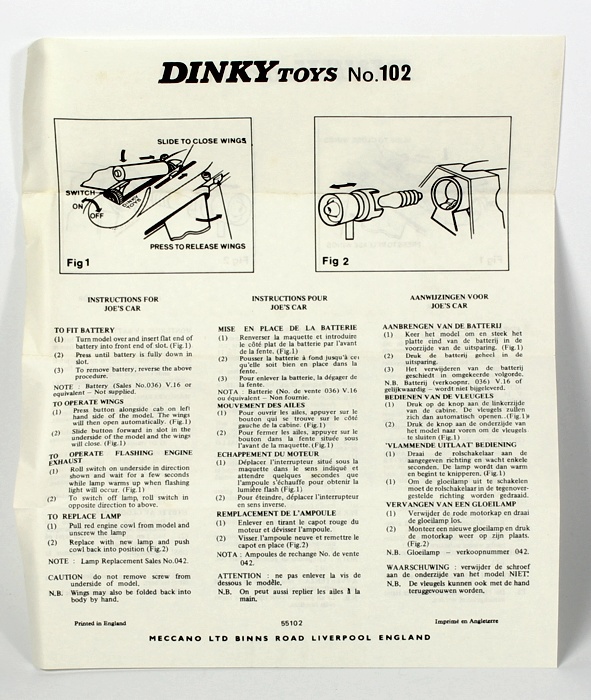 DINKY TOYS No.102
SLIDE TO CLOSE WINGS
SWITCH
ON
OFF
DINKY TOYS
PRESS TO RELEASE WINGS
Fig 1
Fig 2
INSTRUCTIONS FOR
JOE'S CAR
TO FIT BATTERY
(1) Turn model over and insert flat end of
battery into front end of slot. (Fig.1)
(2) Press until battery is fully down in
slot.
(3) To remove battery, reverse the above
procedure.
NOTE : Battery (Sales No.036) V.16 or
equivalent – Not supplied.
TO OPERATE WINGS
(1) Press button alongside cab on left
hand side of model. The wings
will then open automatically. (Fig.1)
(2) Slide button forward in slot in the
underside of the model and the wings
will close. (Fig.1)
TO OPERATE FLASHING ENGINE
EXHAUST
(1) Roll switch on underside in direction
shown and wait for a few seconds
while lamp warms up when flashing
light will occur. (Fig.1)
(2) To switch off lamp, roll switch in
opposite direction to above.
TO REPLACE LAMP
(1) Pull red engine cowl from model and
unscrew the lamp
(2) Replace with new lamp and push
cowl back into position (Fig.2)
NOTE : Lamp Replacement Sales No.042.
CAUTION do not remove screw from
underside of model.
N.B. Wings may also be folded back into
body by hand.
Printed in England
INSTRUCTIONS POUR
JOE'S CAR
MISE EN PLACE DE LA BATTERIE
(1) Renverser la maquette et introduire
le côté plat de la batterie par l'avant
de la fente. (Fig.1)
(2) Pousser la batterie à fond jusqu'à ce
qu'elle soit bien en place dans la
fente.
(3) Pour enlever la batterie, la dégager de
la fente.
NOTA : Batterie (No. de vente 036) V.16
ou équivalent – Non fournie.
MOUVEMENT DES AILES
(1) Pour ouvrir les ailes, appuyer sur le
bouton qui se trouve sur le côté
gauche de la cabine. (Fig.1)
(2) Pour fermer les ailes, appuyer sur le
bouton dans la fente située sous
l'avant de la maquette. (Fig.1)
ECHAPPEMENT DU MOTEUR
(1) Déplacer l'interrupteur situé sous la
maquette dans le sens indiqué et
attendre quelques secondes que
l'ampoule s'échauffe pour obtenir la
lumière flash (Fig.1)
(2) Pour éteindre, déplacer l'interrupteur
en sens inverse.
REMPLACEMENT DE L'AMPOULE
(1) Enlever en tirant le capot rouge du
moteur et dévisser l'ampoule.
(2) Visser l'ampoule neuve et remettre le
capot en place (Fig.2)
NOTA : Ampoules de rechange No. de vente
042.
ATTENTION : ne pas enlever la vis de
dessous le modèle.
N.B. On peut aussi replier les ailes à la
main.
55102
AANWIJZINGEN VOOR
JOE'S CAR
AANBRENGEN VAN DE BATTERIJ
(1) Keer het model om en steek het
platte eind van de batterij in de
voorzijde van de uitsparing. (Fig.1)
(2) Druk de batterij geheel in de
uitsparing.
(3) Het verwijderen van de batterij
geschiedt in omgekeerde volgorde.
N.B. Batterij (verkoopnr. 036) V.16 of
gelijkwaardig – wordt niet bijgeleverd.
BEDIENEN VAN DE VLEUGELS
(1) Druk op de knop aan de linkerzijde
van de cabine. De vleugels zullen
zich dan automatisch openen. (Fig.1)
(2) Druk de knop aan de onderzijde van
het model naar voren om de vleugels
te sluiten (Fig.1)
'VLAMMENDE UITLAAT' BEDIENING
(1) Draai de rolschakelaar aan de
aangegeven richting en wacht enkele
seconden. De lamp wordt dan warm
en begint te knipperen. (Fig.1)
(2) Om de gloeilamp uit te schakelen
moet de rolschakelaar in de tegenover-
gestelde richting worden gedraaid.
VERVANGEN VAN EEN GLOEILAMP
(1) Verwijder de rode motorkap en draai
de gloeilamp los.
(2) Monteer een nieuwe gloeilamp en druk
de motorkap weer op zijn plaats.
(Fig.2)
N.B. Gloeilamp – verkoopnummer 042.
WAARSCHUWING : verwijder de schroef
aan de onderzijde van het model NIET.
N.B. De vleugels kunnen ook met de hand
teruggevouwen worden.
Imprimé en Angleterre
MECCANO LTD BINNS ROAD LIVERPOOL ENGLAND